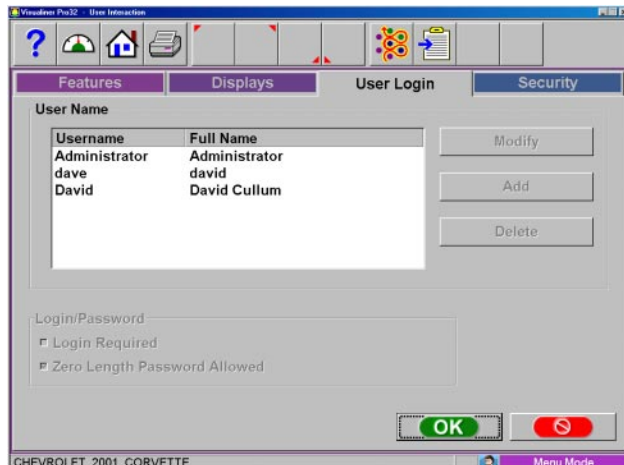 Visualiner Pro32 - User Interaction
Features Displays User Login Security
User Name
Username Full Name
Administrator Administrator
dave david
David David Cullum
Modify
Add
Delete
Login/Password
Login Required
Zero Length Password Allowed
OK
CHEVROLET 2001 CORVETTE Menu Mode